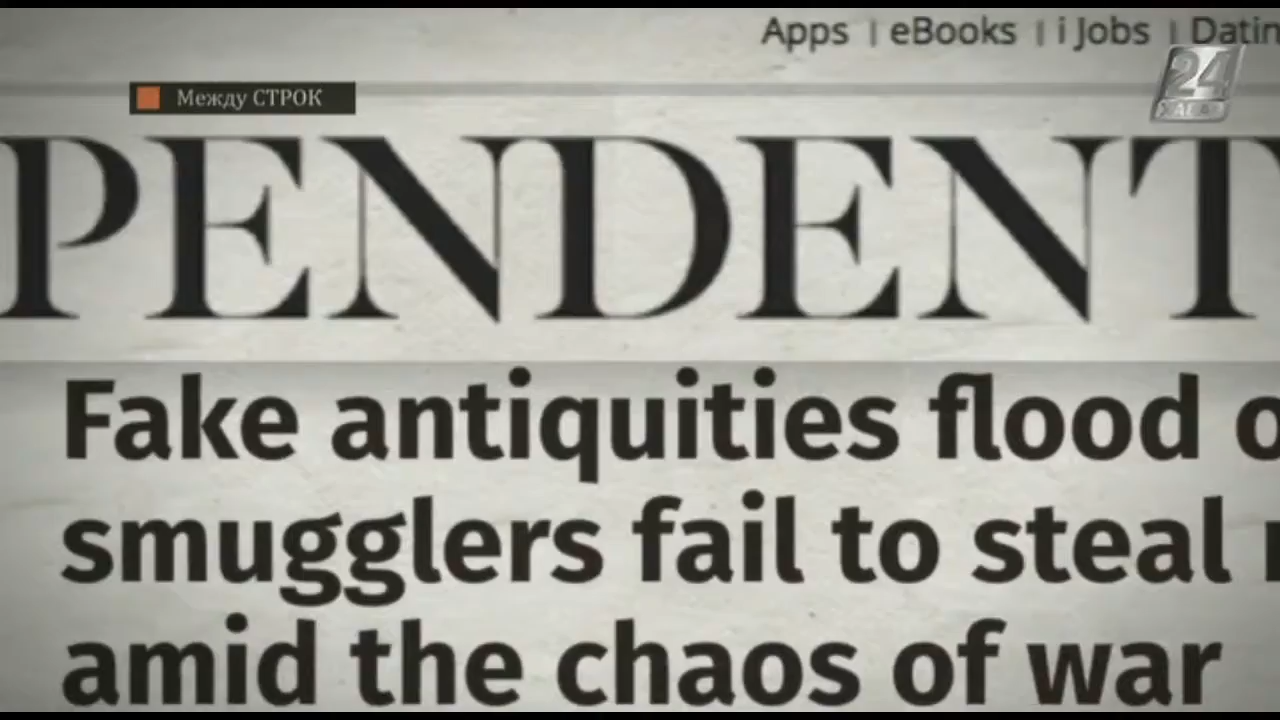 Apps | eBooks | i Jobs | Datin
24
Между СТРОК
PENDENT
Fake antiquities flood o
smugglers fail to steal
amid the chaos of war